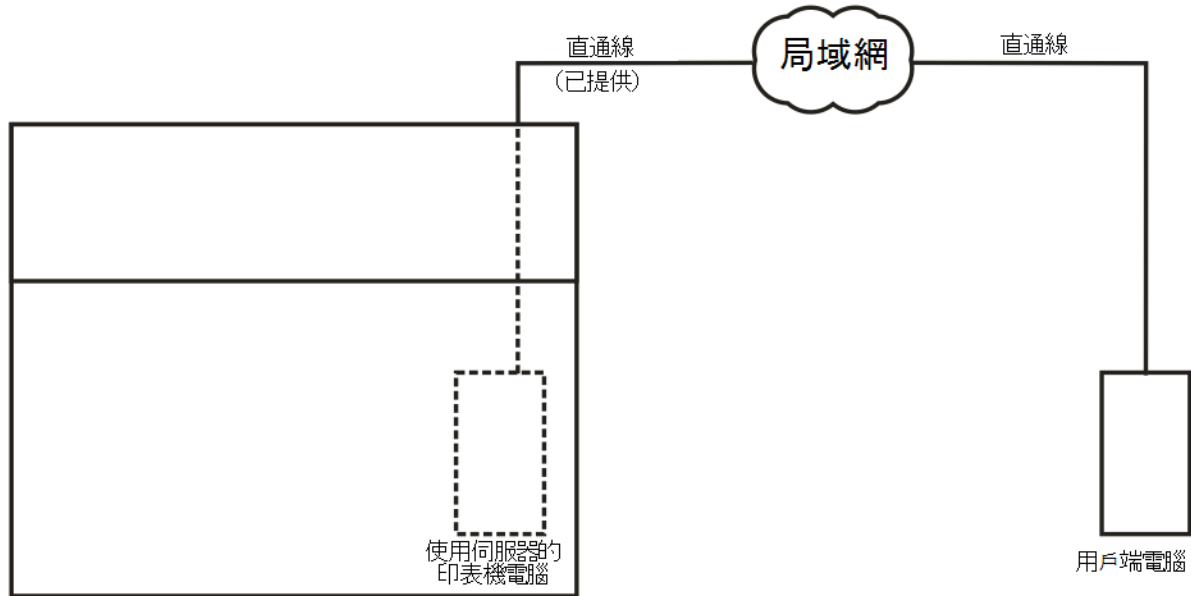 直通線
(已提供)
局域網
直通線
使用伺服器的
印表機電腦
用戶端電腦